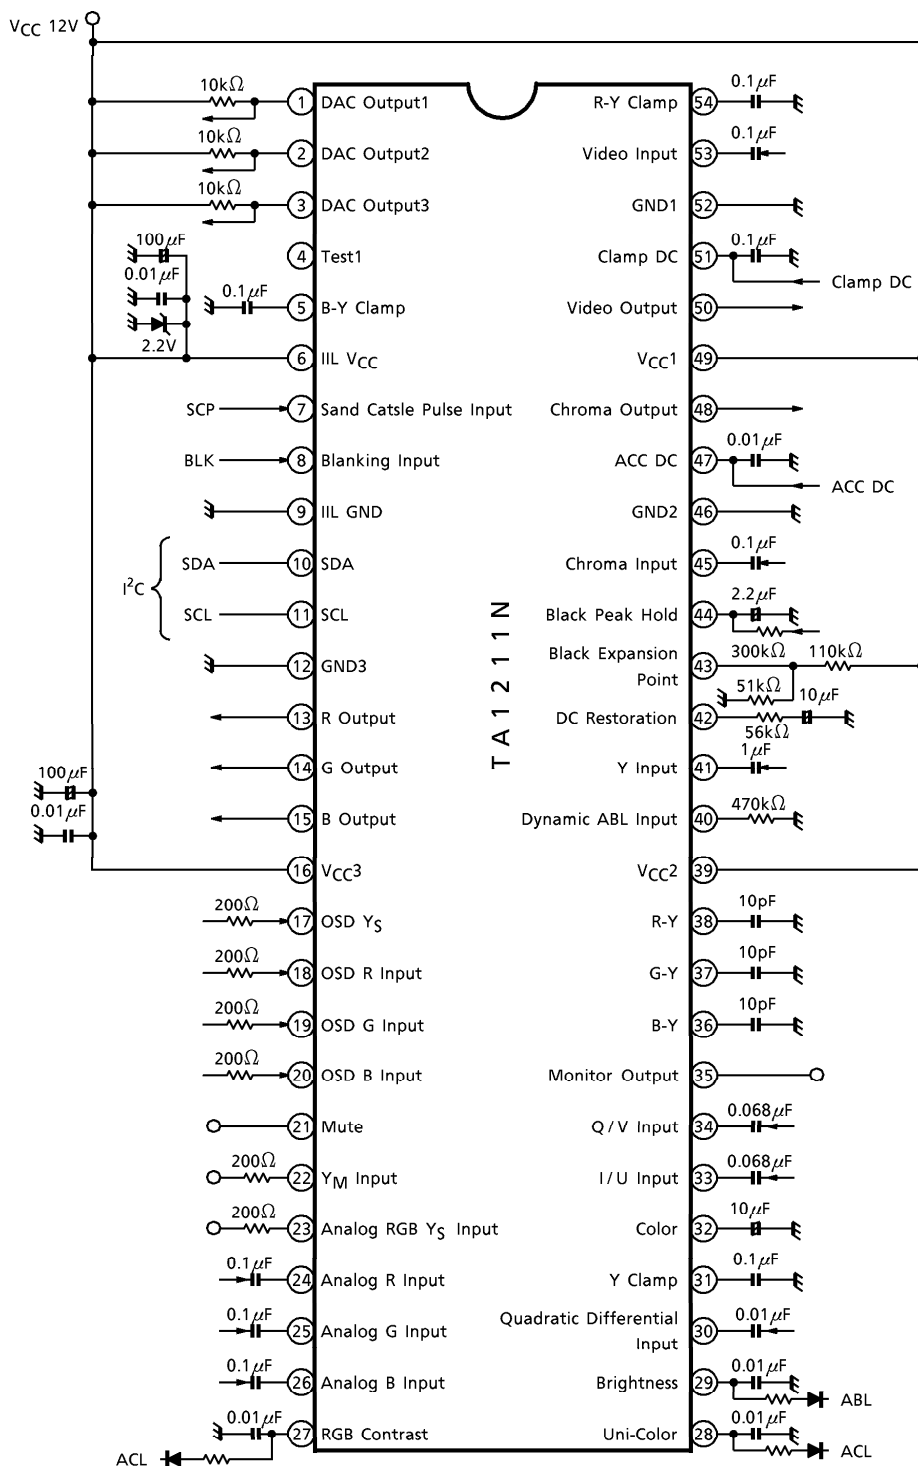 VCC 12V
10kΩ 1 DAC Output1 R-Y Clamp 54 0.1μF
10kΩ 2 DAC Output2 Video Input 53 0.1μF
10kΩ 3 DAC Output3 GND1 52
100μF 4 Test1 Clamp DC 51 0.1μF
Clamp DC
0.01μF 0.1μF 5 B-Y Clamp Video Output 50
2.2V
6 IIL VCC VCC1 49
SCP 7 Sand Catsle Pulse Input Chroma Output 48
BLK 8 Blanking Input ACC DC 47 0.01μF
ACC DC
9 IIL GND GND2 46
I²C
SDA 10 SDA Chroma Input 45 0.1μF
SCL 11 SCL Black Peak Hold 44 2.2μF
12 GND3 Black Expansion Point 43 300kΩ 110kΩ
51kΩ
13 R Output DC Restoration 42 56kΩ 10μF
14 G Output Y Input 41 1μF
100μF
0.01μF
15 B Output Dynamic ABL Input 40 470kΩ
16 VCC3 VCC2 39
200Ω 17 OSD YS R-Y 38 10pF
200Ω 18 OSD R Input G-Y 37 10pF
200Ω 19 OSD G Input B-Y 36 10pF
200Ω 20 OSD B Input Monitor Output 35
21 Mute Q/V Input 34 0.068μF
200Ω 22 YM Input I/U Input 33 0.068μF
200Ω 23 Analog RGB YS Input Color 32 10μF
0.1μF 24 Analog R Input Y Clamp 31 0.1μF
0.1μF 25 Analog G Input Quadratic Differential Input 30 0.01μF
0.1μF 26 Analog B Input Brightness 29 0.01μF
ABL
0.01μF 27 RGB Contrast Uni-Color 28 0.01μF
ACL ACL
TA1211N